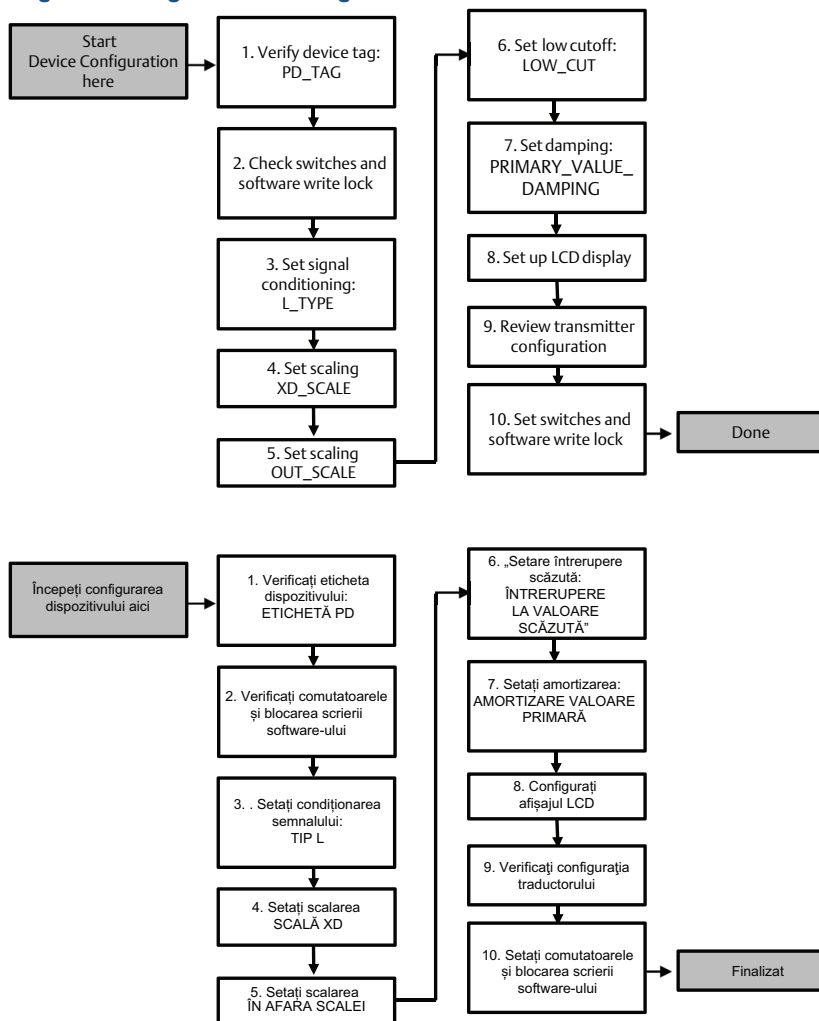 Start
Device Configuration
here
1. Verify device tag:
PD_TAG
2. Check switches and
software write lock
3. Set signal
conditioning:
L_TYPE
4. Set scaling
XD_SCALE
5. Set scaling
OUT_SCALE
6. Set low cutoff:
LOW_CUT
7. Set damping:
PRIMARY_VALUE_
DAMPING
8. Set up LCD display
9. Review transmitter
configuration
10. Set switches and
software write lock
Done
Începeți configurarea
dispozitivului aici
1. Verificați eticheta
dispozitivului:
ETICHETĂ PD
2. Verificați comutatoarele
și blocarea scrierii
software-ului
3. . Setați condiționarea
semnalului:
TIP L
4. Setați scalarea
SCALĂ XD
5. Setați scalarea
ÎN AFARA SCALEI
6. „Setare întrerupere
scăzută:
ÎNTRERUPERE
LA VALOARE
SCĂZUTĂ”
7. Setați amortizarea:
AMORTIZARE VALOARE
PRIMARĂ
8. Configurați
afișajul LCD
9. Verificaţi configuraţia
traductorului
10. Setați comutatoarele
și blocarea scrierii
software-ului
Finalizat